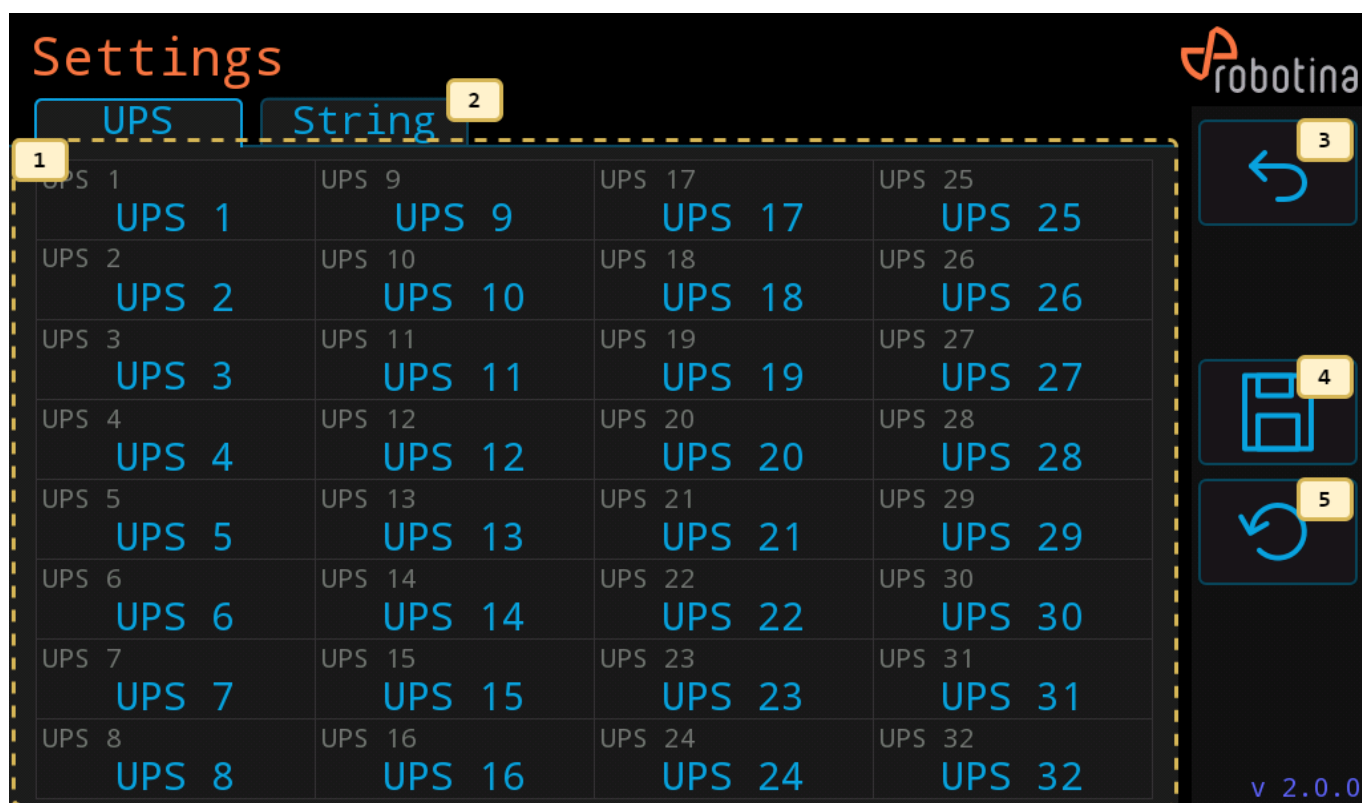 Settings
robotina
UPS
String
2
1
3
UPS 1 UPS 9 UPS 17 UPS 25
UPS 1 UPS 9 UPS 17 UPS 25
UPS 2 UPS 10 UPS 18 UPS 26
UPS 2 UPS 10 UPS 18 UPS 26
UPS 3 UPS 11 UPS 19 UPS 27
UPS 3 UPS 11 UPS 19 UPS 27
4
UPS 4 UPS 12 UPS 20 UPS 28
UPS 4 UPS 12 UPS 20 UPS 28
UPS 5 UPS 13 UPS 21 UPS 29
5
UPS 5 UPS 13 UPS 21 UPS 29
UPS 6 UPS 14 UPS 22 UPS 30
UPS 6 UPS 14 UPS 22 UPS 30
UPS 7 UPS 15 UPS 23 UPS 31
UPS 7 UPS 15 UPS 23 UPS 31
UPS 8 UPS 16 UPS 24 UPS 32
UPS 8 UPS 16 UPS 24 UPS 32
v 2.0.0